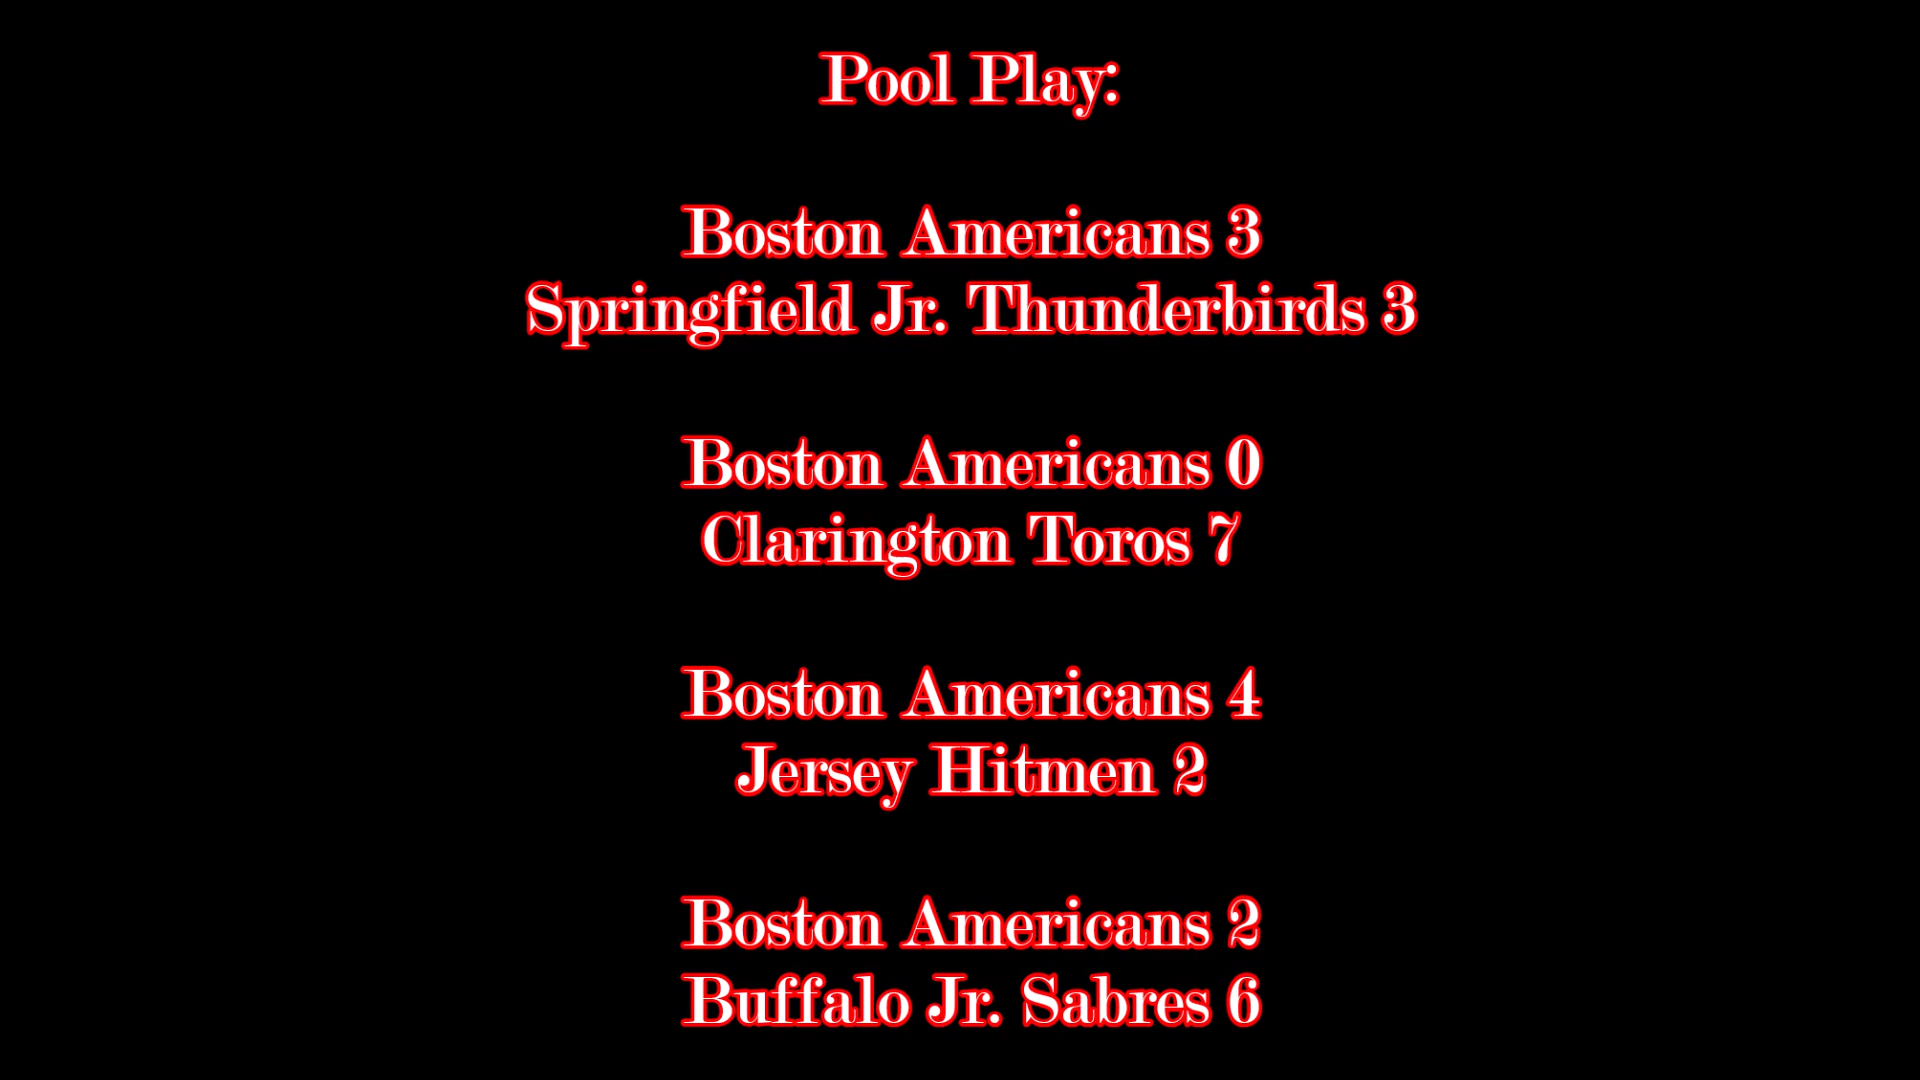 Pool Play:
Boston Americans 3
Springfield Jr. Thunderbirds 3
Boston Americans 0
Clarington Toros 7
Boston Americans 4
Jersey Hitmen 2
Boston Americans 2
Buffalo Jr. Sabres 6